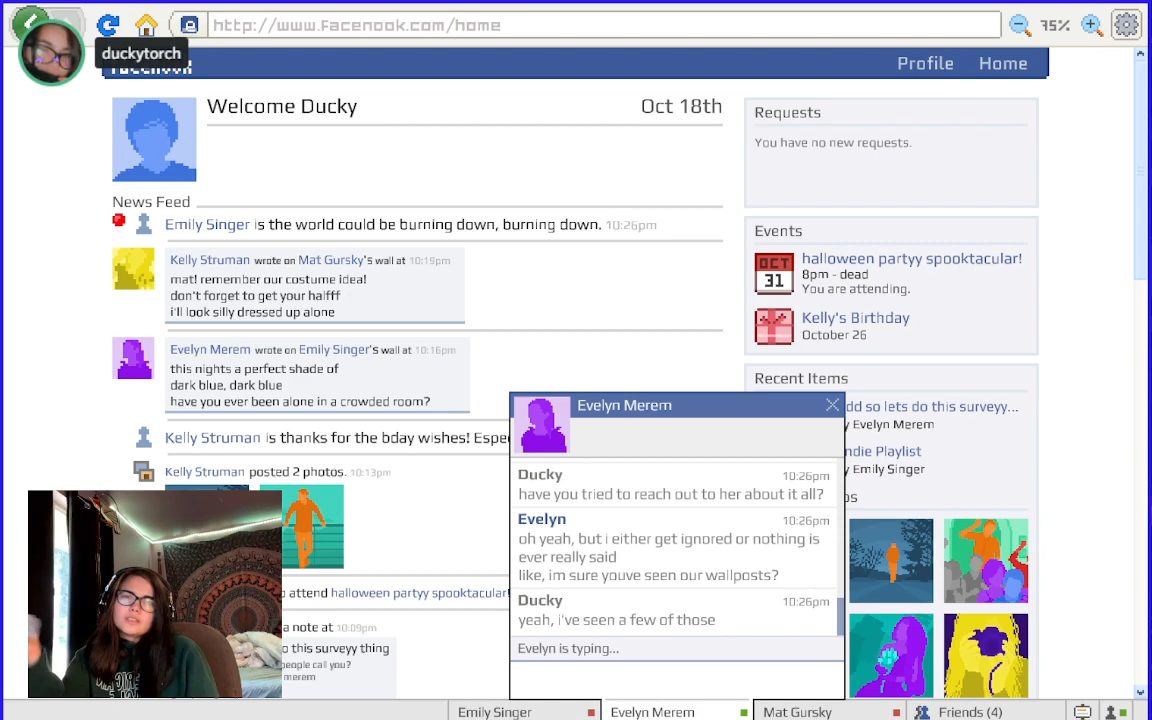 http://www.facenook.com/home
75%
duckytorch
facenook
Profile Home
Welcome Ducky
Oct 18th
News Feed
Emily Singer is the world could be burning down, burning down. 10:26pm
Kelly Struman wrote on Mat Gursky's wall at 10:19pm
mat! remember our costume idea!
don't forget to get your halfff
i'll look silly dressed up alone
Evelyn Merem wrote on Emily Singer's wall at 10:16pm
this nights a perfect shade of
dark blue, dark blue
have you ever been alone in a crowded room?
Kelly Struman is thanks for the bday wishes! Espe
Kelly Struman posted 2 photos. 10:13pm
o attend halloween partyy spooktacular!
a note at 10:09pm
o this surveyy thing
people call you?
merem
Requests
You have no new requests.
Events
OCT
31
halloween partyy spooktacular!
8pm - dead
You are attending.
Kelly's Birthday
October 26
Recent Items
dd so lets do this surveyy...
y Evelyn Merem
ndie Playlist
y Emily Singer
os
Evelyn Merem
Ducky 10:26pm
have you tried to reach out to her about it all?
Evelyn 10:26pm
oh yeah, but i either get ignored or nothing is
ever really said
like, im sure youve seen our wallposts?
Ducky 10:26pm
yeah, i've seen a few of those
Evelyn is typing...
Emily Singer
Evelyn Merem
Mat Gursky
Friends (4)